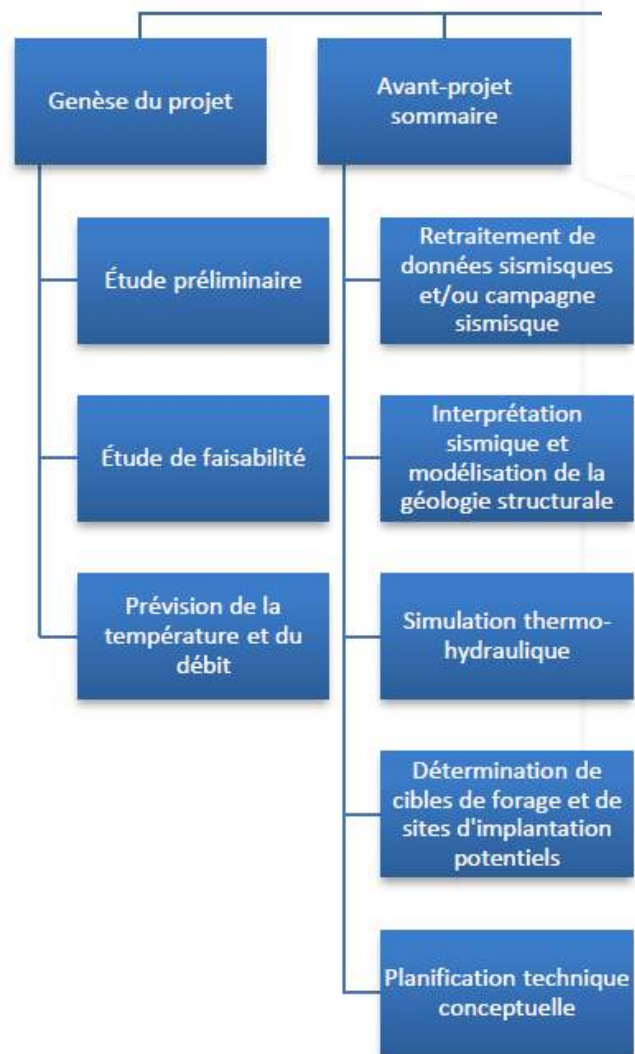 Genèse du projet
Étude préliminaire
Étude de faisabilité
Prévision de la
température et du
débit
Avant-projet
sommaire
Retraitement de
données sismiques
et/ou campagne
sismique
Interprétation
sismique et
modélisation de la
géologie structurale
Simulation thermo-
hydraulique
Détermination de
cibles de forage et de
sites d'implantation
potentiels
Planification technique
conceptuelle